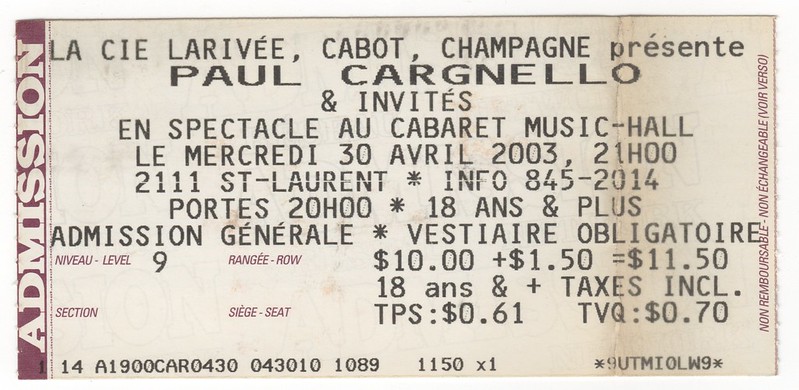 ADMISSION
LA CIE LARIVÉE, CABOT, CHAMPAGNE présente
PAUL CARGNELLO
& INVITÉS
EN SPECTACLE AU CABARET MUSIC-HALL
LE MERCREDI 30 AVRIL 2003, 21H00
2111 ST-LAURENT * INFO 845-2014
PORTES 20H00 * 18 ANS & PLUS
ADMISSION GÉNÉRALE * VESTIAIRE OBLIGATOIRE
NIVEAU - LEVEL 9 RANGÉE - ROW $10.00 +$1.50 =$11.50
18 ans & + TAXES INCL.
SECTION SIÈGE - SEAT TPS:$0.61 TVQ:$0.70
1 14 A1900CAR0430 043010 1089 1150 x1 *9UTMIOLW9*
NON REMBOURSABLE - NON ÉCHANGEABLE (VOIR VERSO)